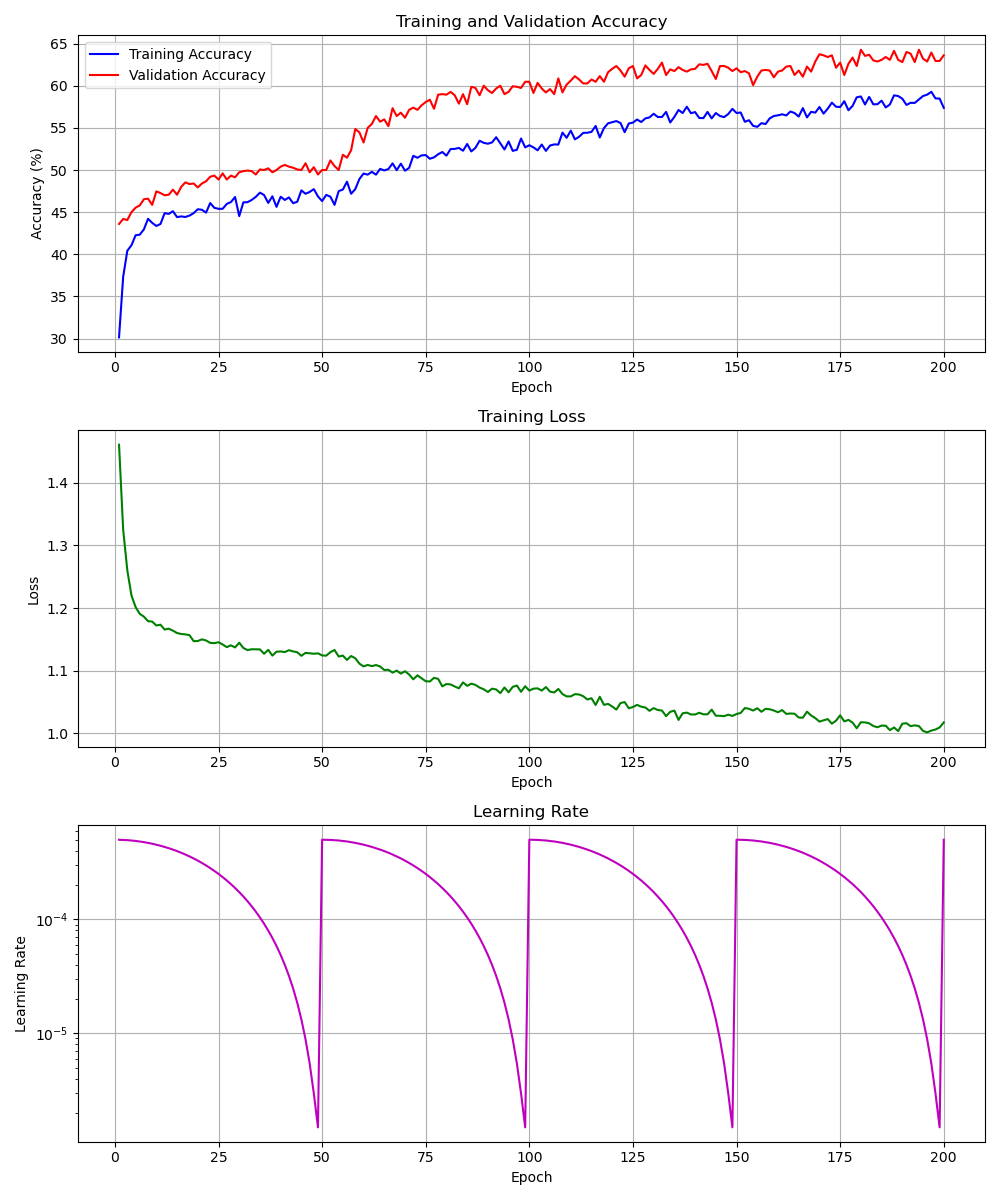 Training and Validation Accuracy
Training Accuracy
Validation Accuracy
Accuracy (%)
65
60
55
50
45
40
35
30
0 25 50 75 100 125 150 175 200
Epoch
Training Loss
Loss
1.4
1.3
1.2
1.1
1.0
0 25 50 75 100 125 150 175 200
Epoch
Learning Rate
Learning Rate
10⁻⁴
10⁻⁵
0 25 50 75 100 125 150 175 200
Epoch